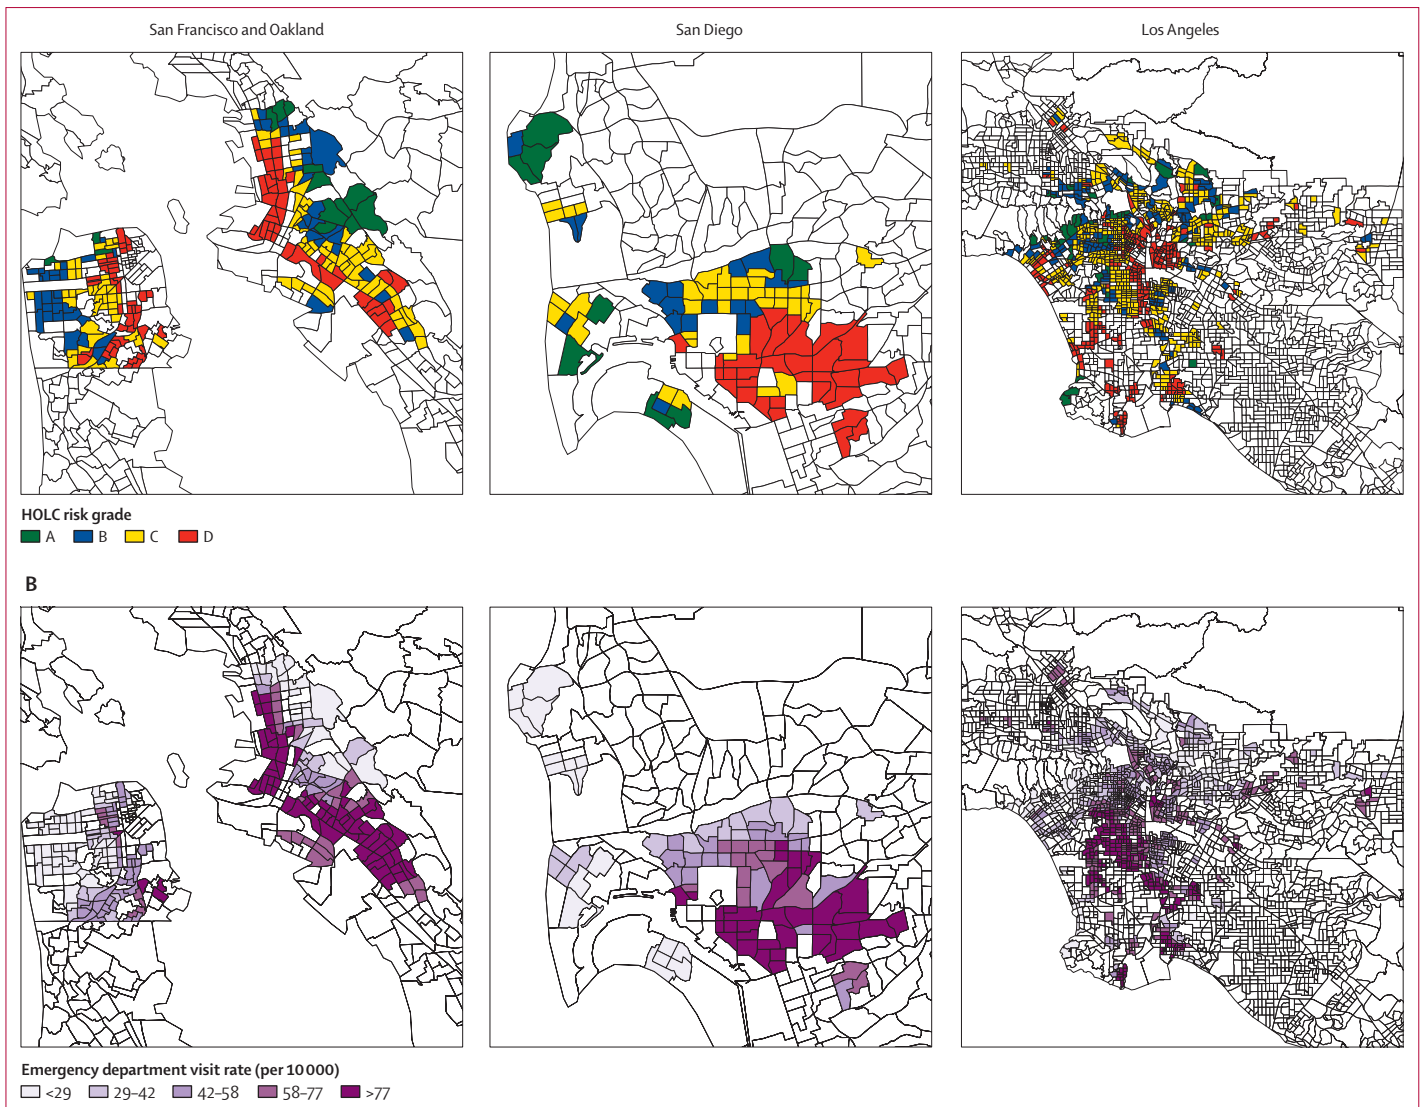 San Francisco and Oakland
San Diego
Los Angeles
HOLC risk grade
A B C D
B
Emergency department visit rate (per 10 000)
<29 29–42 42–58 58–77 >77